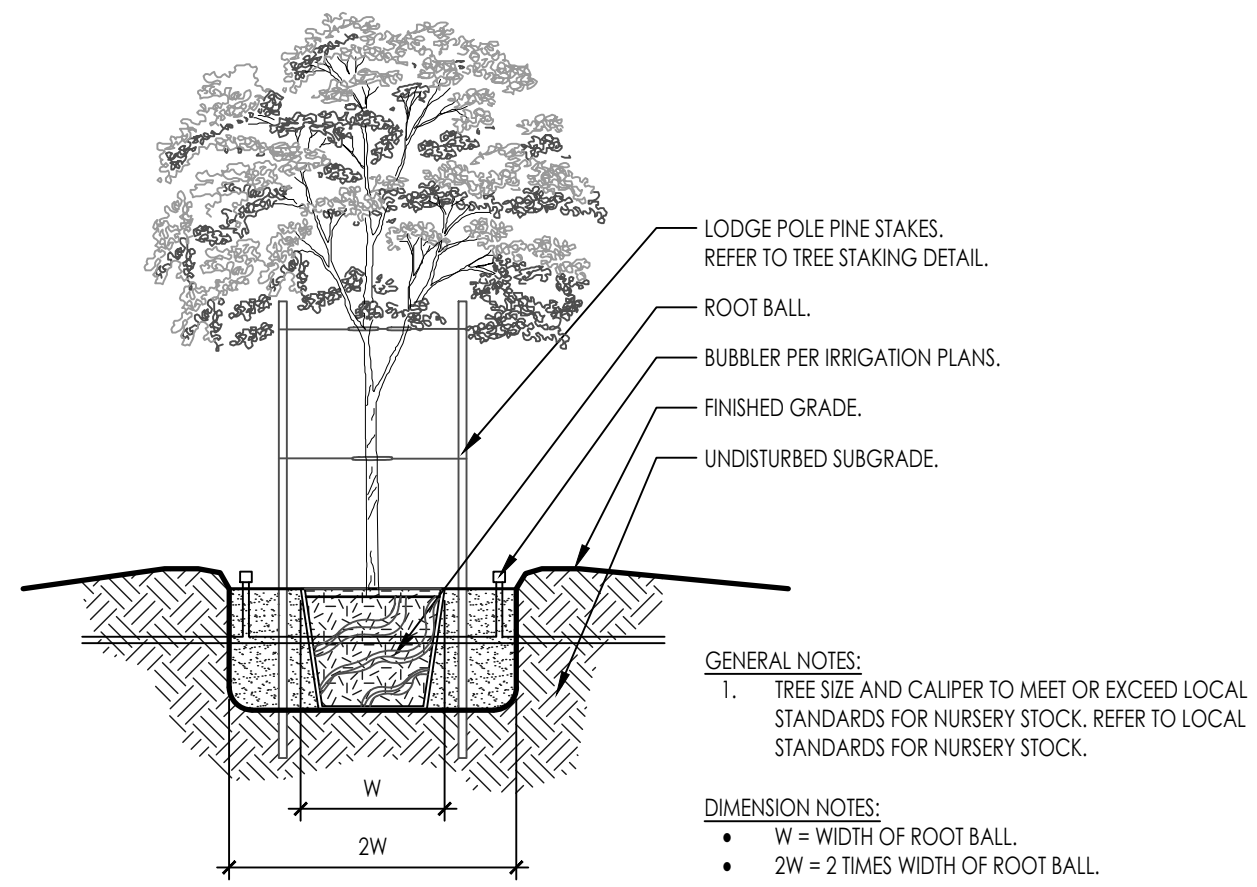 LODGE POLE PINE STAKES.
REFER TO TREE STAKING DETAIL.
ROOT BALL.
BUBBLER PER IRRIGATION PLANS.
FINISHED GRADE.
UNDISTURBED SUBGRADE.
W
2W
GENERAL NOTES:
1. TREE SIZE AND CALIPER TO MEET OR EXCEED LOCAL
STANDARDS FOR NURSERY STOCK. REFER TO LOCAL
STANDARDS FOR NURSERY STOCK.
DIMENSION NOTES:
• W = WIDTH OF ROOT BALL.
• 2W = 2 TIMES WIDTH OF ROOT BALL.